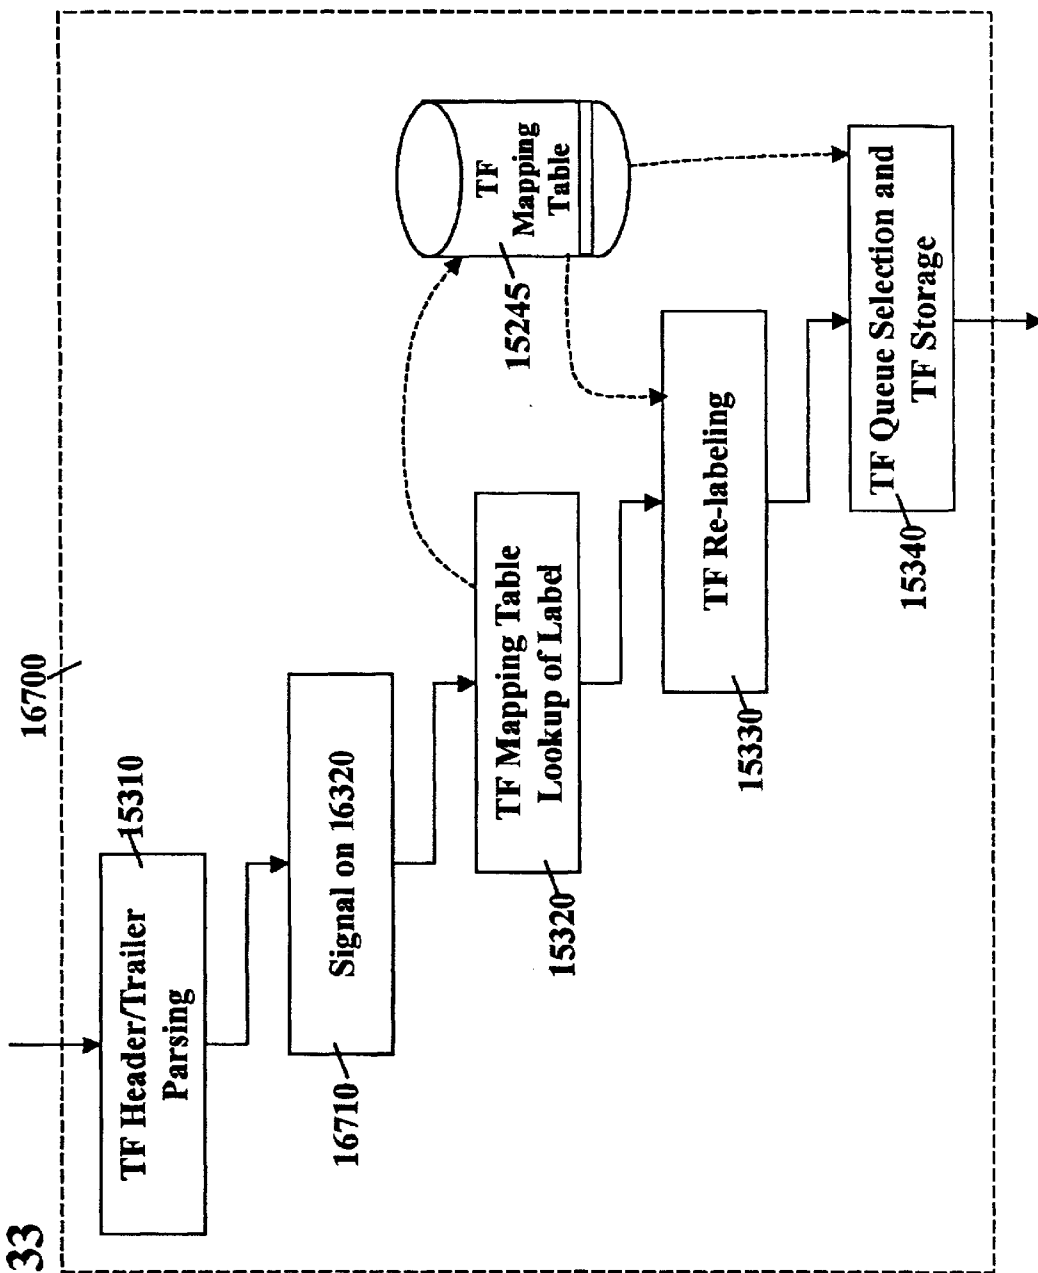 33
16700
TF Header/Trailer
Parsing
15310
Signal on 16320
16710
TF Mapping Table
Lookup of Label
15320
TF
Mapping
Table
15245
TF Re-labeling
15330
TF Queue Selection and
TF Storage
15340